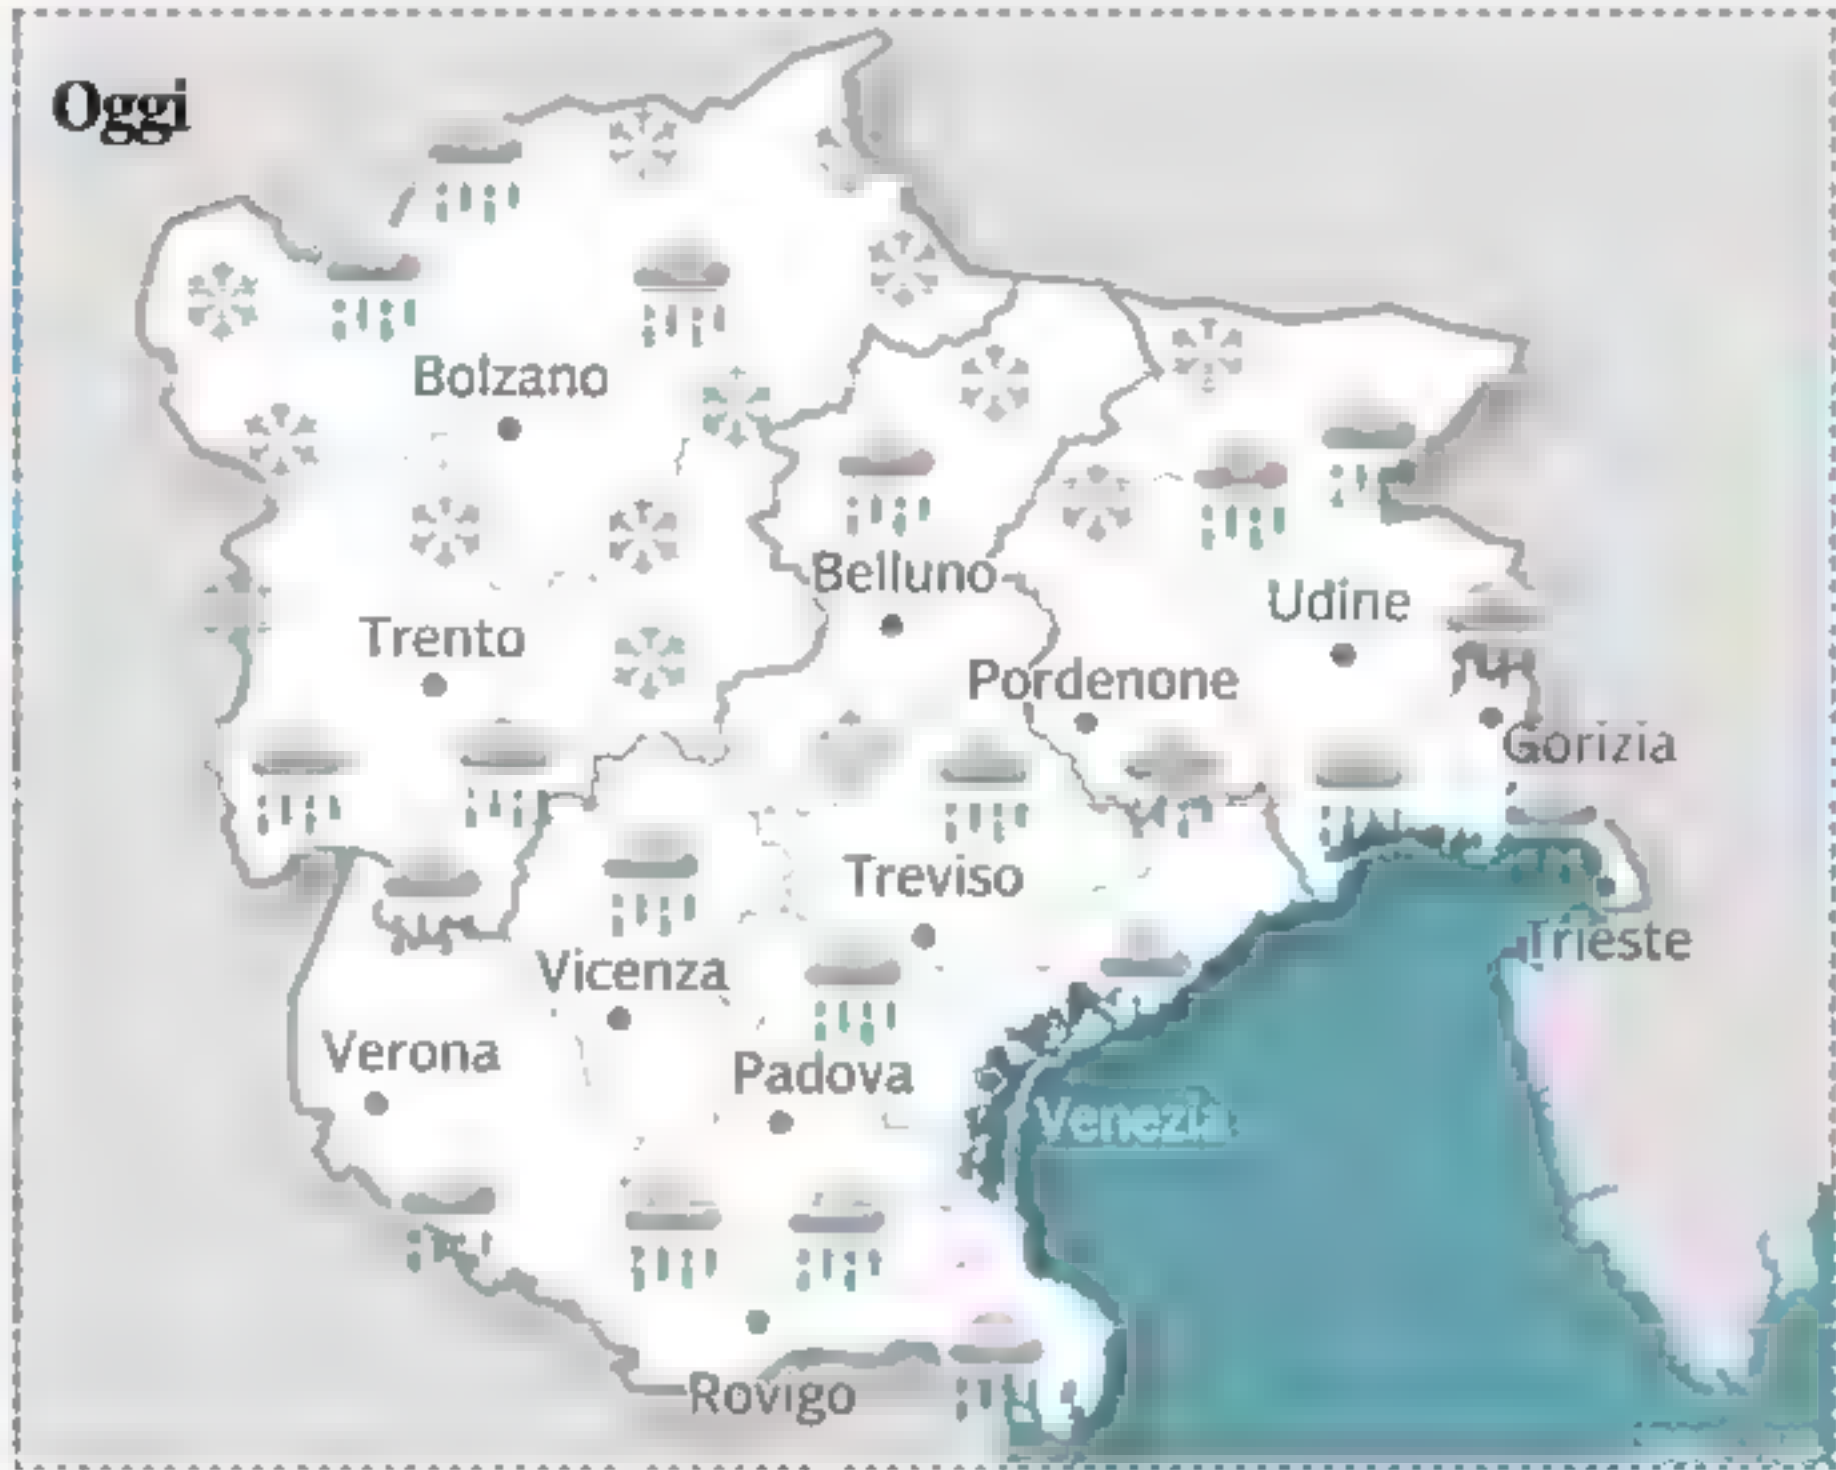 Oggi
Bolzano
Belluno
Udine
Trento
Pordenone
Gorizia
Treviso
Trieste
Vicenza
Verona
Padova
Venezia
Rovigo